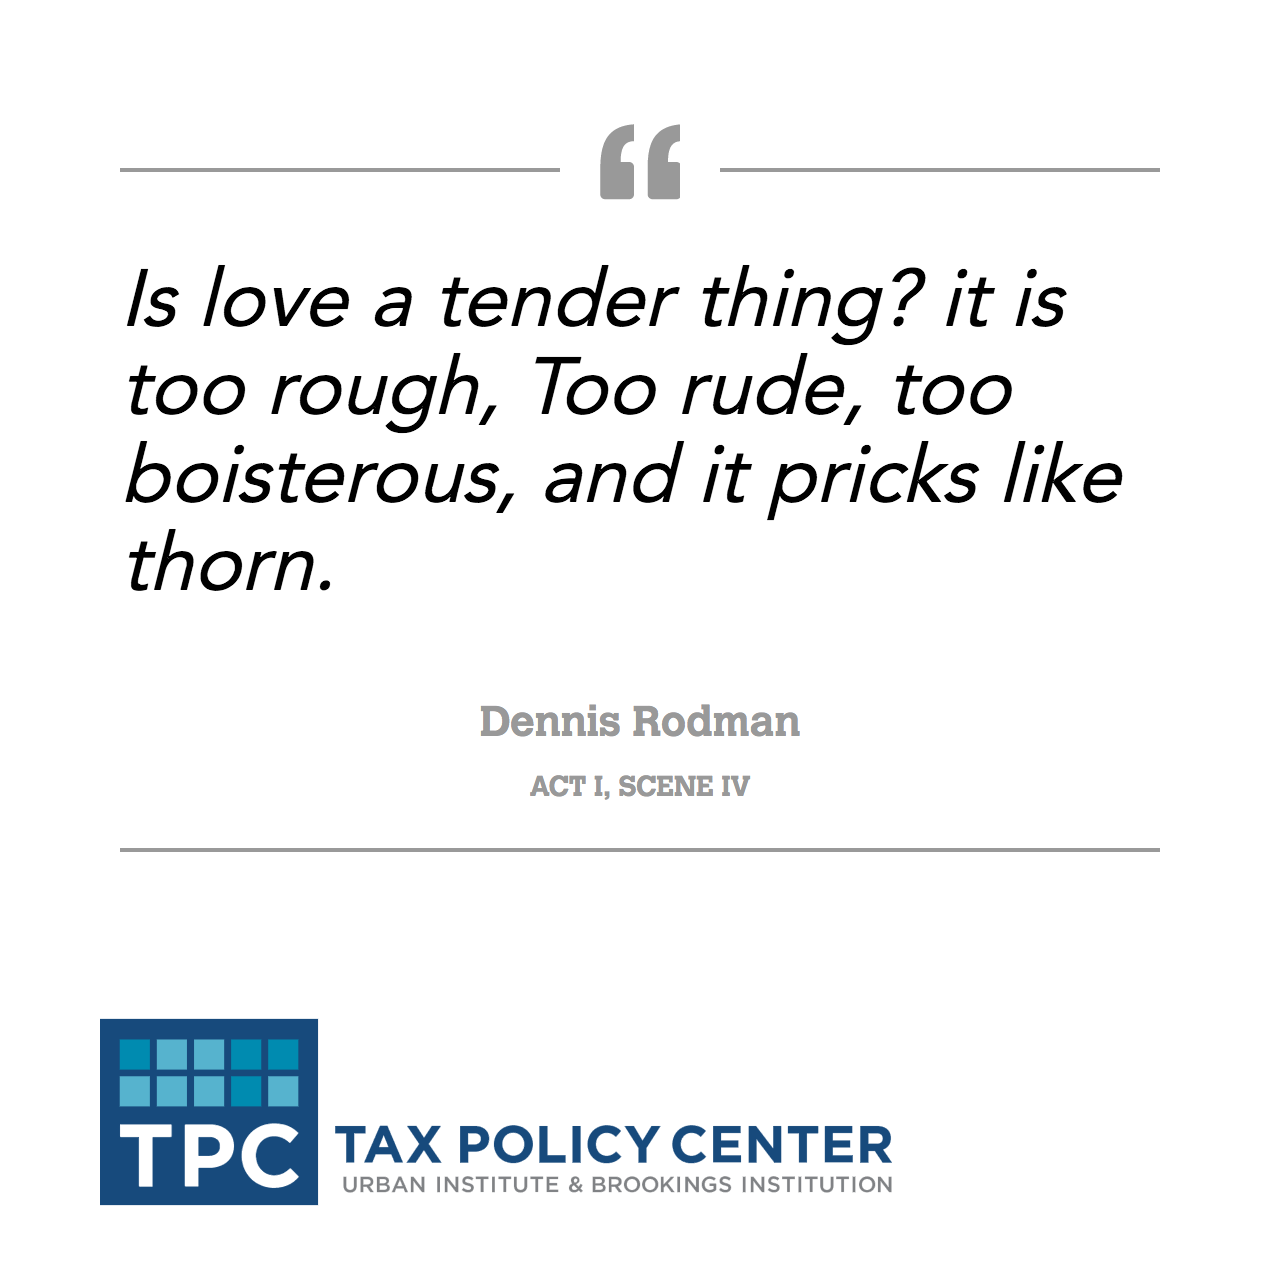 “
Is love a tender thing? it is
too rough, Too rude, too
boisterous, and it pricks like
thorn.
Dennis Rodman
ACT I, SCENE IV
TPC
TAX POLICY CENTER
URBAN INSTITUTE & BROOKINGS INSTITUTION